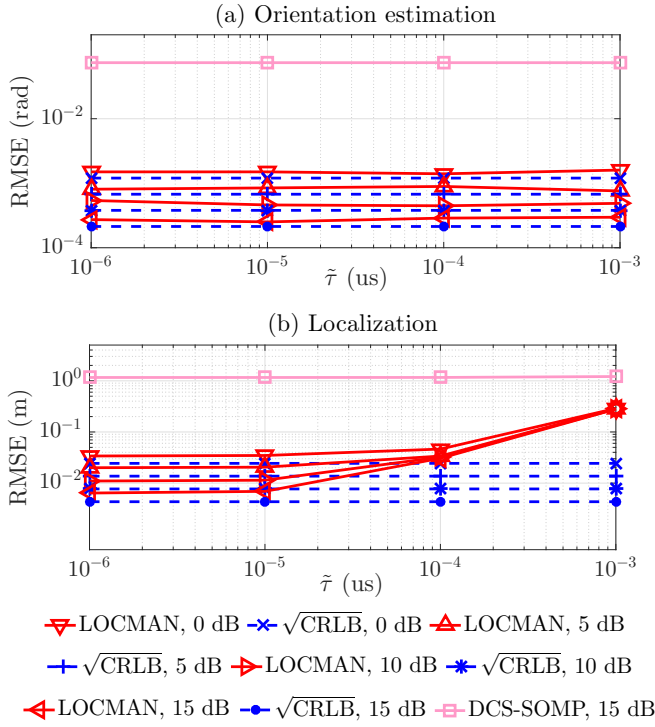 (a) Orientation estimation
RMSE (rad)
10⁻²
10⁻⁴
10⁻⁶ 10⁻⁵ 10⁻⁴ 10⁻³
τ̃ (us)
(b) Localization
RMSE (m)
10⁰
10⁻¹
10⁻²
10⁻⁶ 10⁻⁵ 10⁻⁴ 10⁻³
τ̃ (us)
LOCMAN, 0 dB √CRLB, 0 dB LOCMAN, 5 dB
√CRLB, 5 dB LOCMAN, 10 dB √CRLB, 10 dB
LOCMAN, 15 dB √CRLB, 15 dB DCS-SOMP, 15 dB